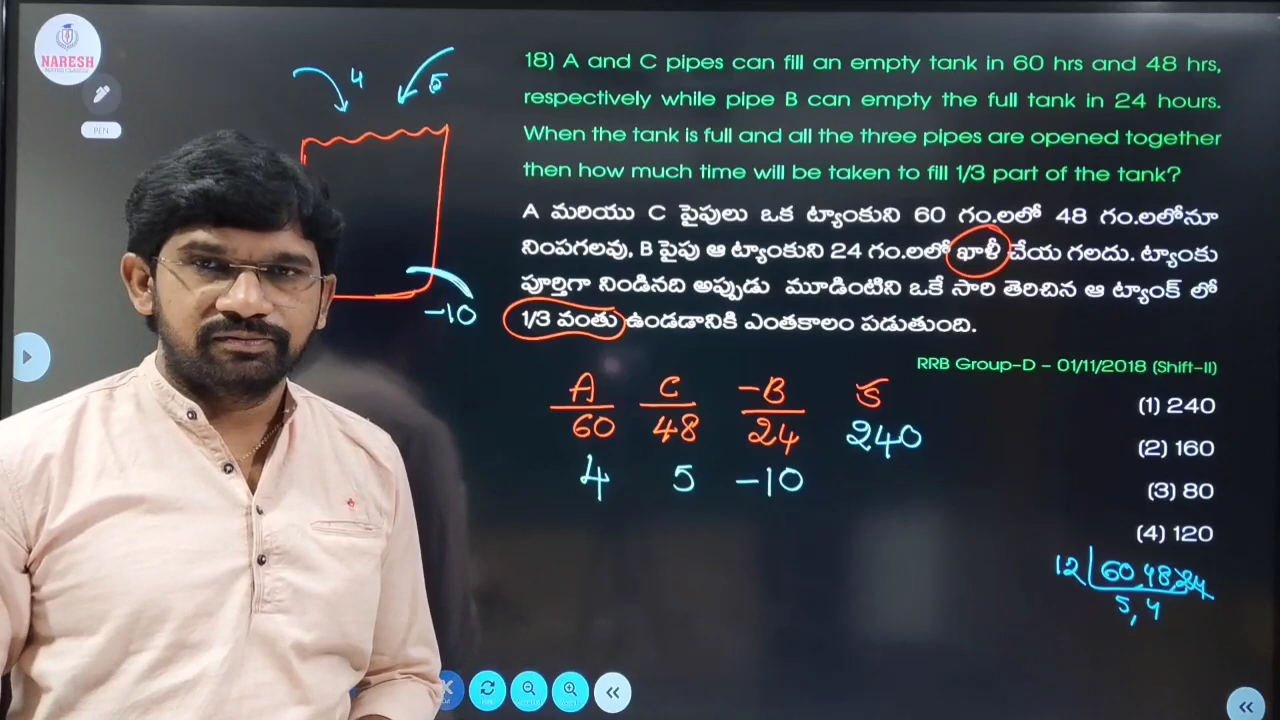 NARESH
MATHS CLASSES
PEN
4
5
-10
18) A and C pipes can fill an empty tank in 60 hrs and 48 hrs,
respectively while pipe B can empty the full tank in 24 hours.
When the tank is full and all the three pipes are opened together
then how much time will be taken to fill 1/3 part of the tank?
A మరియు C పైపులు ఒక ట్యాంకుని 60 గం.లలో 48 గం.లలోనూ
నింపగలవు, B పైపు ఆ ట్యాంకుని 24 గం.లలో ఖాళీ చేయ గలదు. ట్యాంకు
పూర్తిగా నిండినది అప్పుడు మూడింటిని ఒకే సారి తెరిచిన ఆ ట్యాంక్ లో
1/3 వంతు ఉండడానికి ఎంతకాలం పడుతుంది.
RRB Group-D – 01/11/2018 (Shift-II)
(1) 240
(2) 160
(3) 80
(4) 120
A C -B
60 48 24 240
4 5 -10
12 60,48,24
5, 4